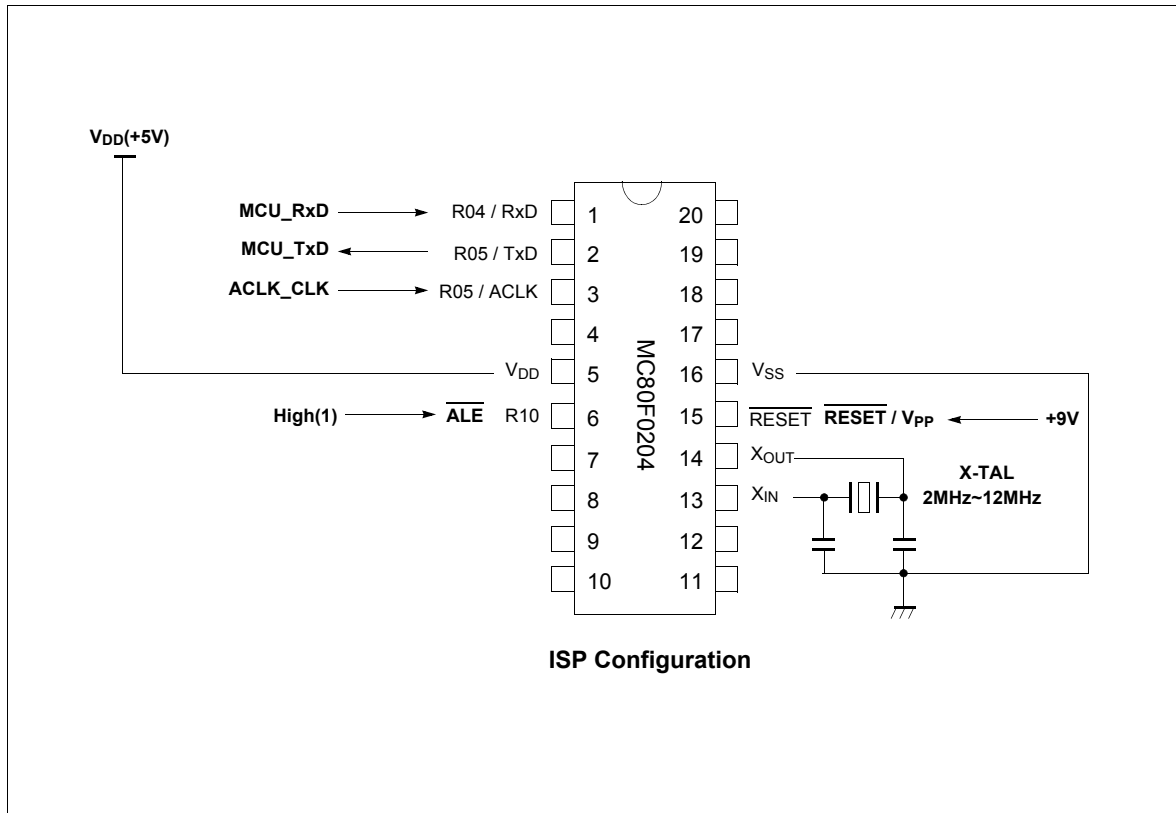 VDD(+5V)
MCU_RxD R04 / RxD 1 20
MCU_TxD R05 / TxD 2 19
ACLK_CLK R05 / ACLK 3 18
4 17
VDD 5 16 VSS
High(1) ALE R10 6 15 RESET RESET / VPP +9V
7 14 XOUT
X-TAL
8 13 XIN 2MHz~12MHz
9 12
10 11
MC80F0204
ISP Configuration